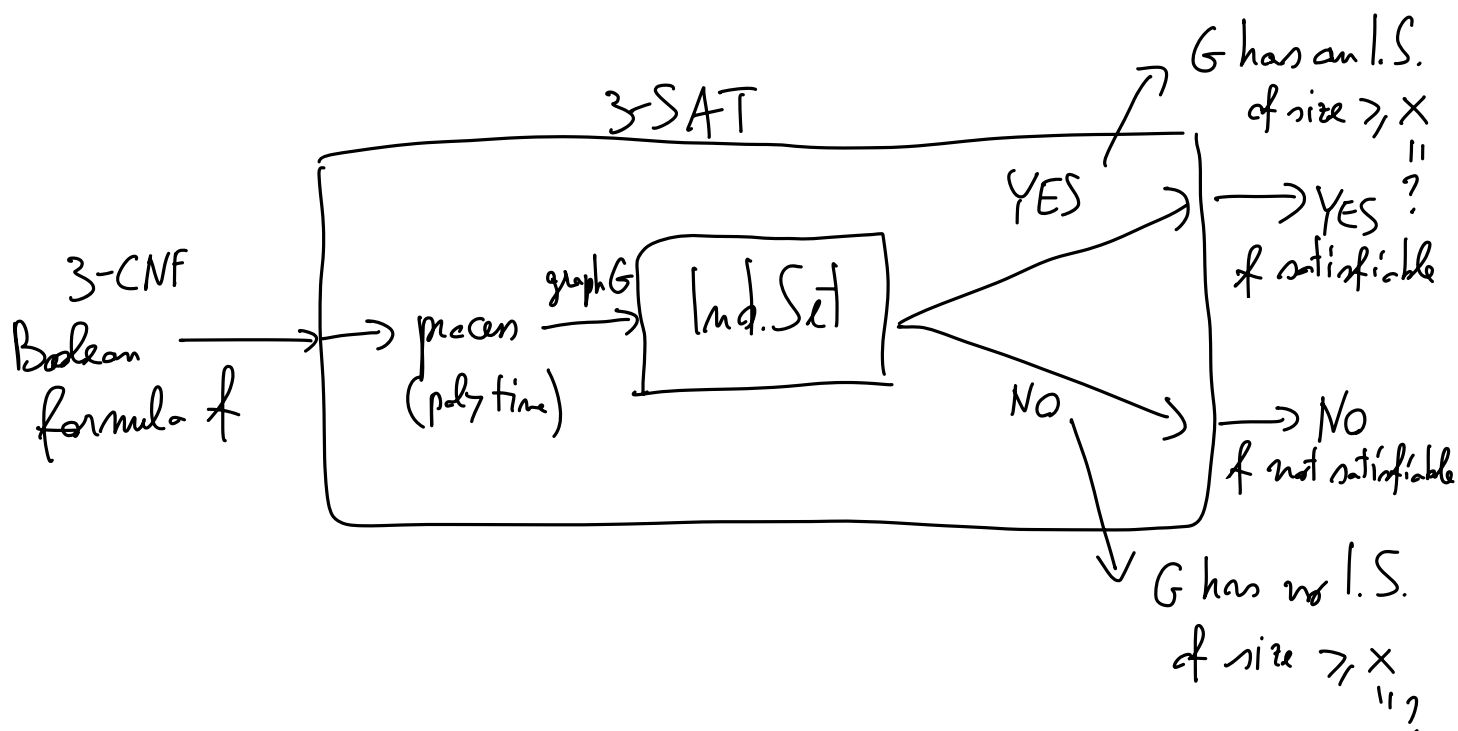 3-SAT
3-CNF
Boolean
formula f
process
(poly time)
graph G
Ind. Set
YES
NO
G has an I.S.
of size ≥ x
=
?
YES
f satisfiable
NO
f not satisfiable
G has no I.S.
of size ≥ x
= ?